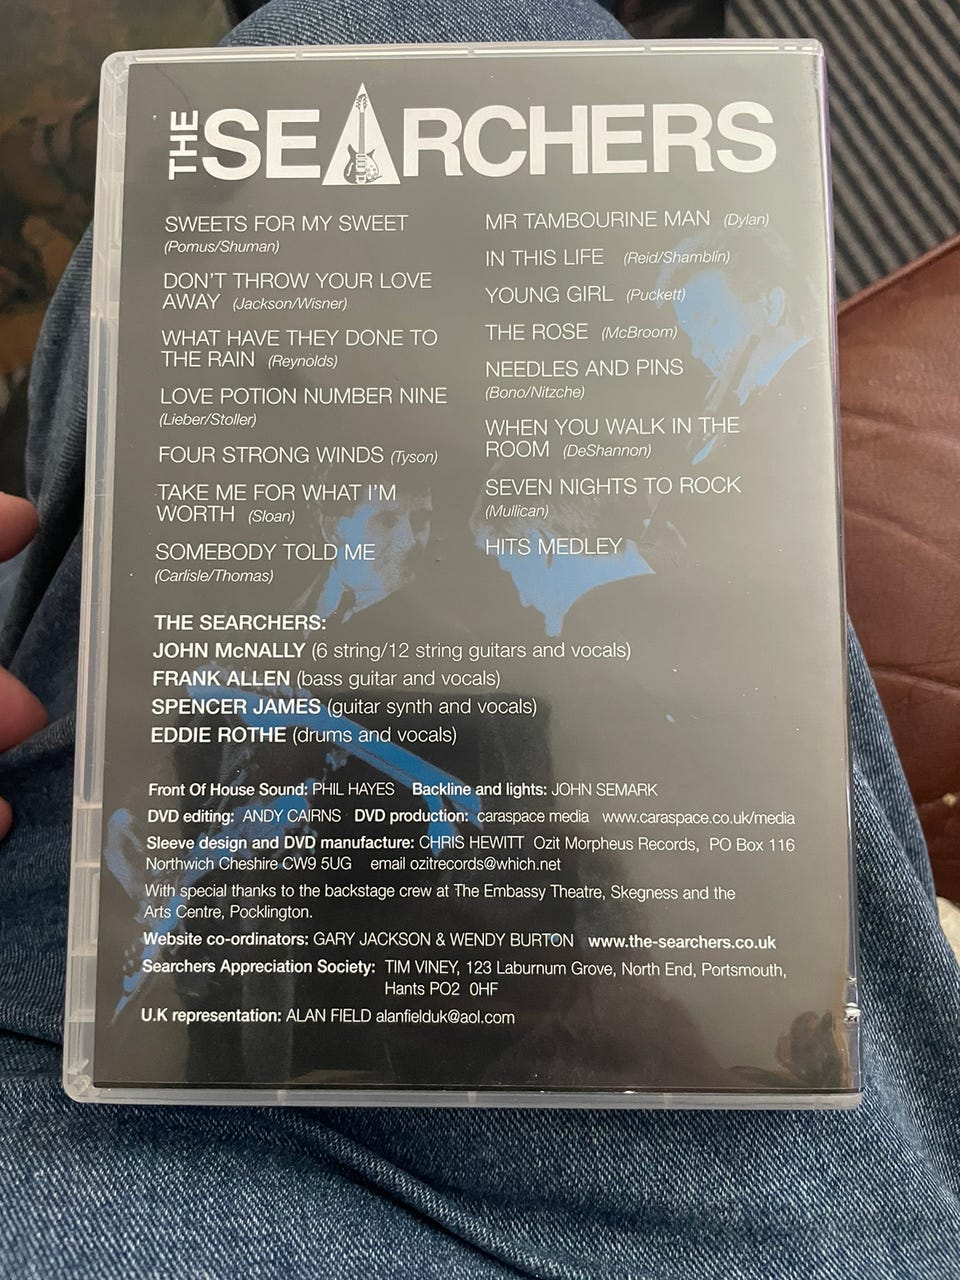 THE SEARCHERS
SWEETS FOR MY SWEET
(Pomus/Shuman)
DON'T THROW YOUR LOVE
AWAY (Jackson/Wisner)
WHAT HAVE THEY DONE TO
THE RAIN (Reynolds)
LOVE POTION NUMBER NINE
(Lieber/Stoller)
FOUR STRONG WINDS (Tyson)
TAKE ME FOR WHAT I'M
WORTH (Sloan)
SOMEBODY TOLD ME
(Carlisle/Thomas)
MR TAMBOURINE MAN (Dylan)
IN THIS LIFE (Reid/Shamblin)
YOUNG GIRL (Puckett)
THE ROSE (McBroom)
NEEDLES AND PINS
(Bono/Nitzche)
WHEN YOU WALK IN THE
ROOM (DeShannon)
SEVEN NIGHTS TO ROCK
(Mullican)
HITS MEDLEY
THE SEARCHERS:
JOHN McNALLY (6 string/12 string guitars and vocals)
FRANK ALLEN (bass guitar and vocals)
SPENCER JAMES (guitar synth and vocals)
EDDIE ROTHE (drums and vocals)
Front Of House Sound: PHIL HAYES Backline and lights: JOHN SEMARK
DVD editing: ANDY CAIRNS DVD production: caraspace media www.caraspace.co.uk/media
Sleeve design and DVD manufacture: CHRIS HEWITT Ozit Morpheus Records, PO Box 116
Northwich Cheshire CW9 5UG email ozitrecords@which.net
With special thanks to the backstage crew at The Embassy Theatre, Skegness and the
Arts Centre, Pocklington.
Website co-ordinators: GARY JACKSON & WENDY BURTON www.the-searchers.co.uk
Searchers Appreciation Society: TIM VINEY, 123 Laburnum Grove, North End, Portsmouth,
Hants PO2 0HF
U.K representation: ALAN FIELD alanfielduk@aol.com